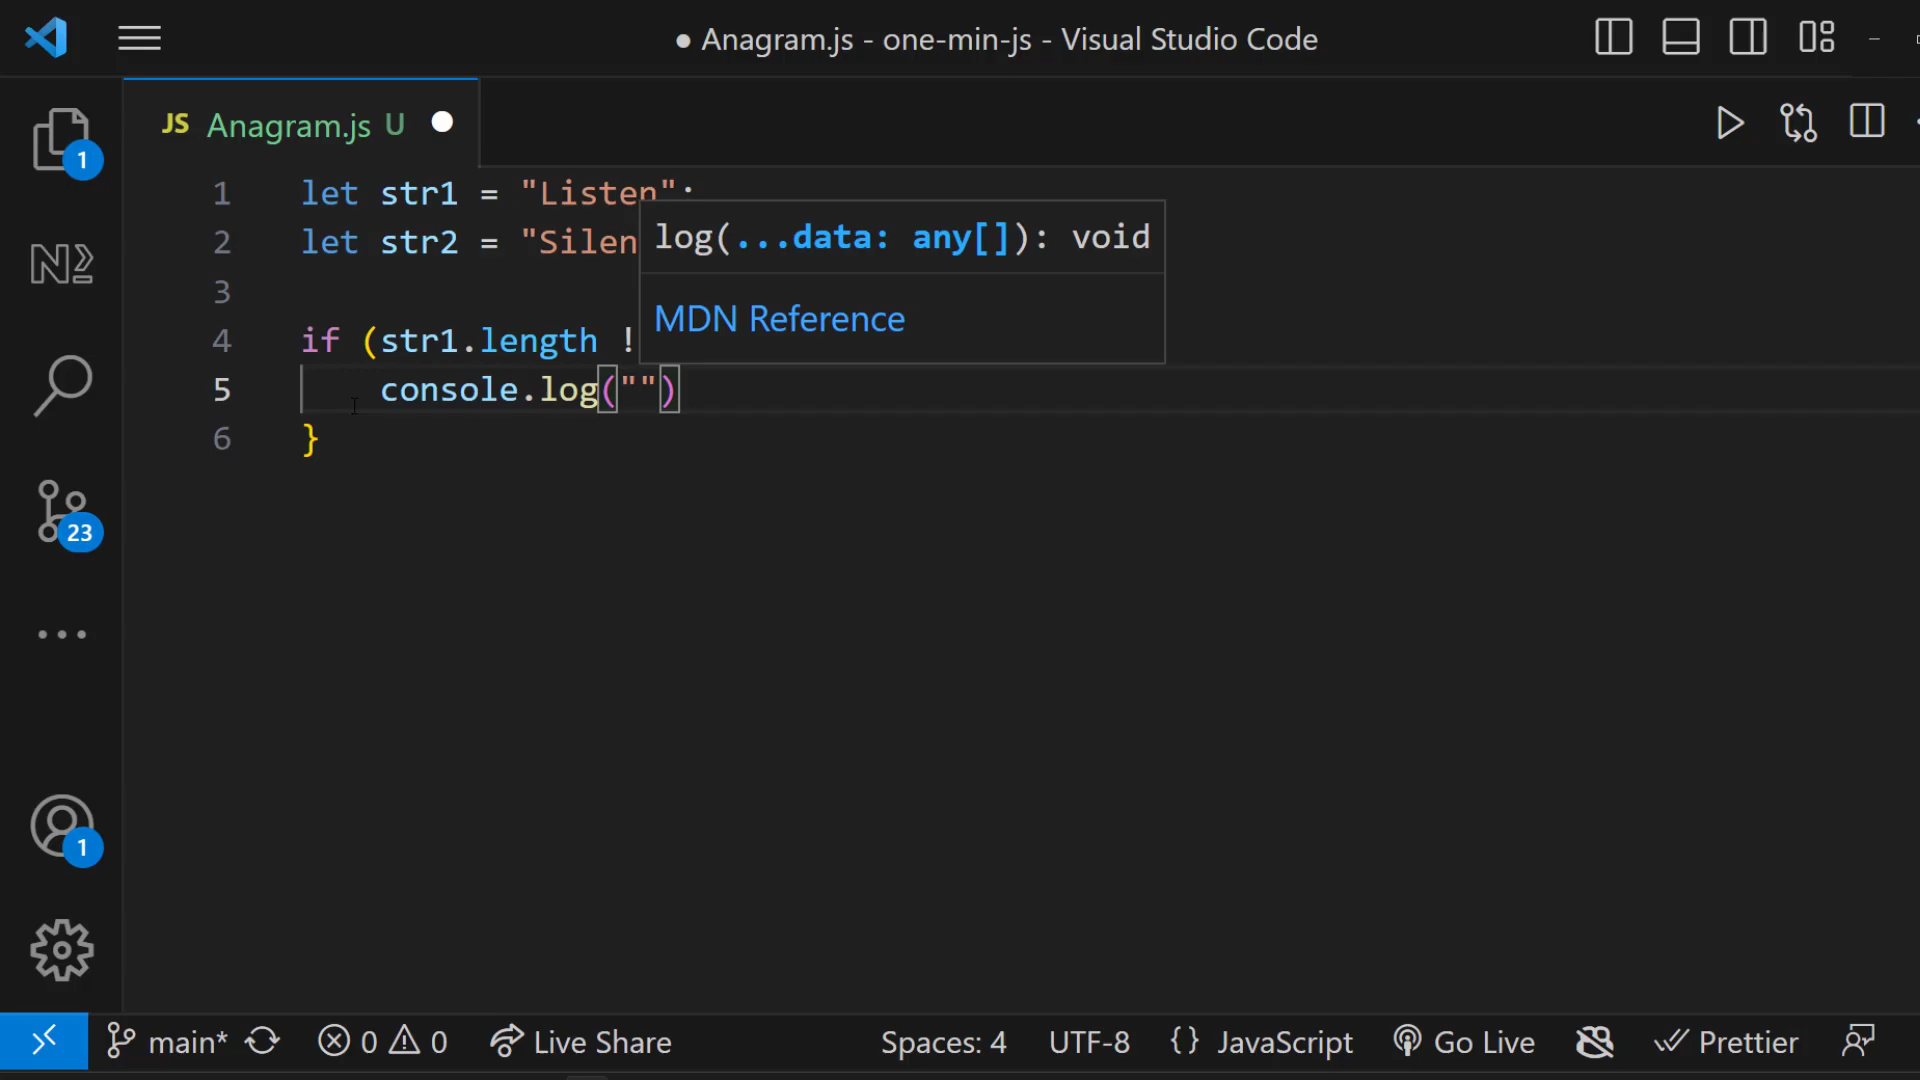 ● Anagram.js - one-min-js - Visual Studio Code
JS Anagram.js U
1
1 let str1 = "Listen";
2 let str2 = "Silen
log(...data: any[]): void
MDN Reference
3
4 if (str1.length !
5 console.log("")
6 }
23
1
main* 0 0 Live Share Spaces: 4 UTF-8 {} JavaScript Go Live Prettier